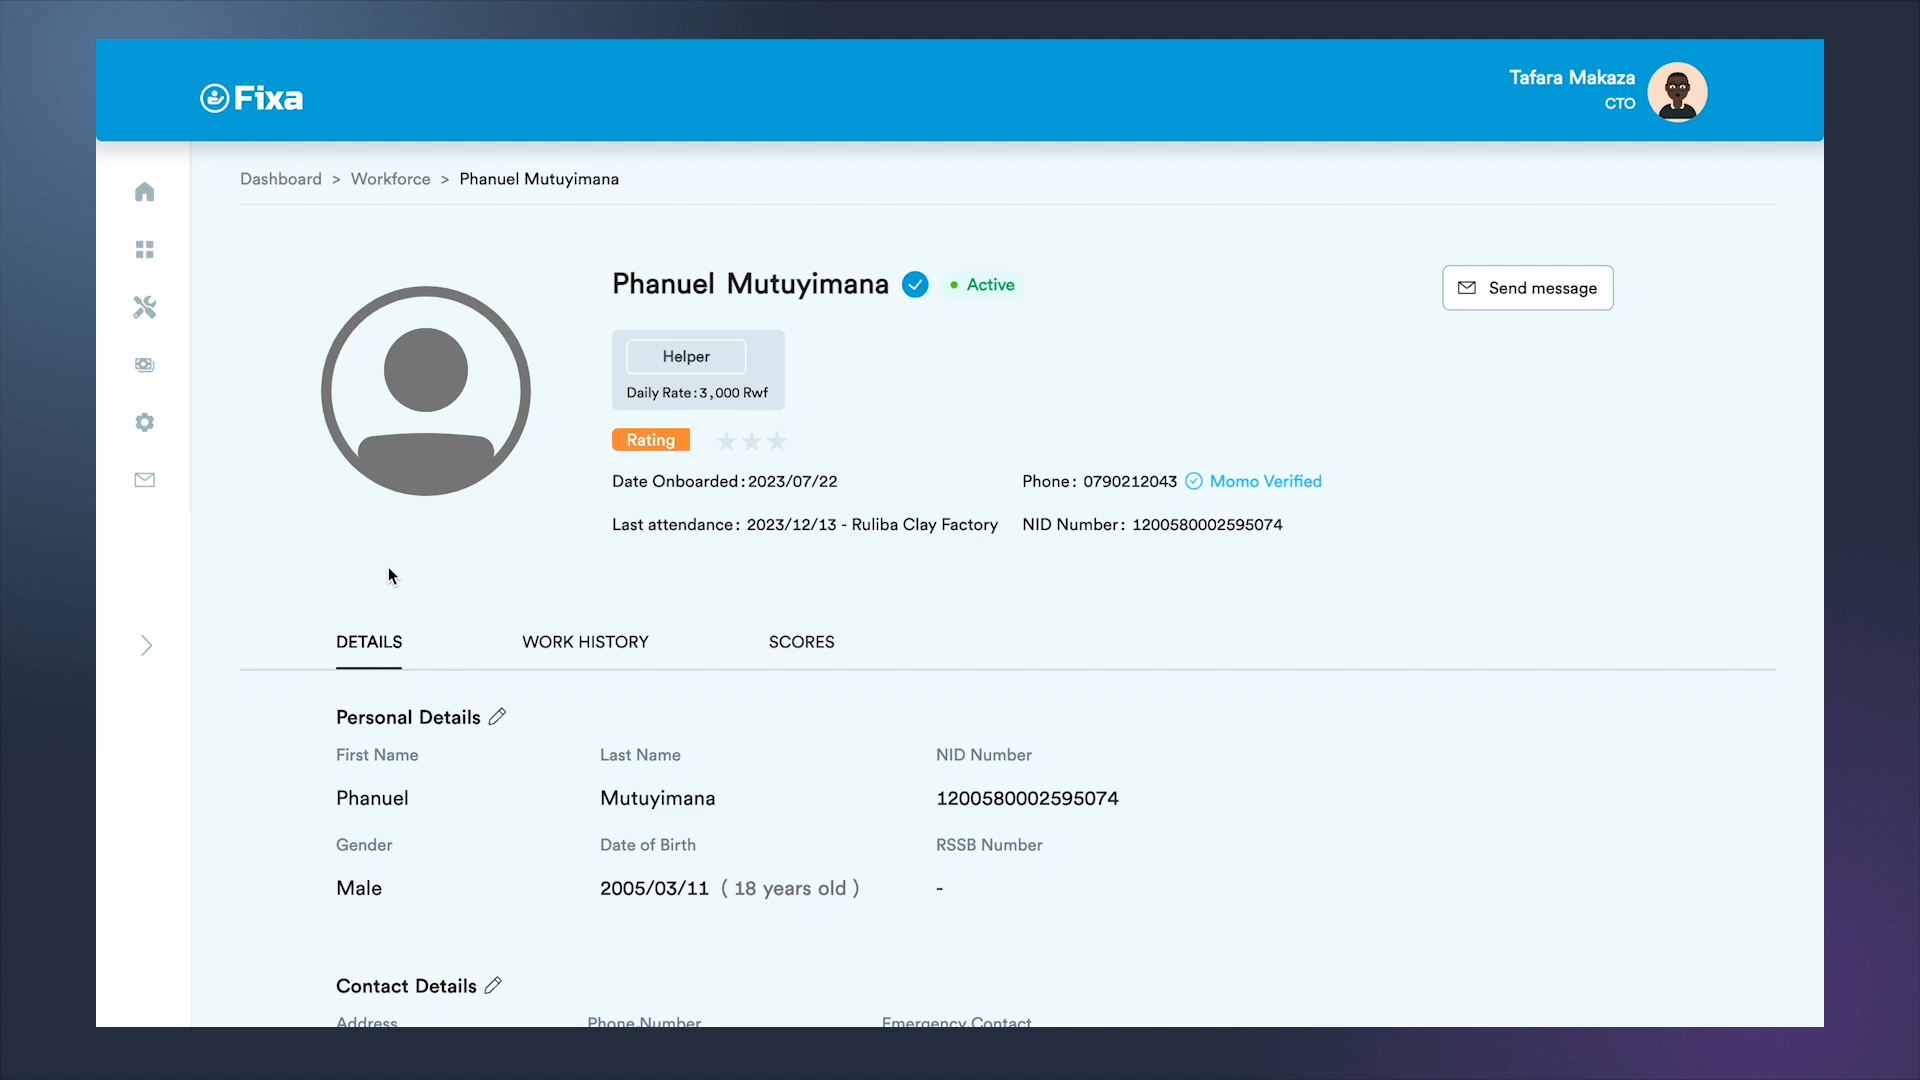 Fixa
Tafara Makaza
CTO
Dashboard > Workforce > Phanuel Mutuyimana
Phanuel Mutuyimana
Active
Send message
Helper
Daily Rate:3,000 Rwf
Rating
Date Onboarded:2023/07/22
Phone: 0790212043 Momo Verified
Last attendance: 2023/12/13 - Ruliba Clay Factory
NID Number: 1200580002595074
DETAILS
WORK HISTORY
SCORES
Personal Details
First Name
Last Name
NID Number
Phanuel
Mutuyimana
1200580002595074
Gender
Date of Birth
RSSB Number
Male
2005/03/11 ( 18 years old )
-
Contact Details
Address
Phone Number
Emergency Contact